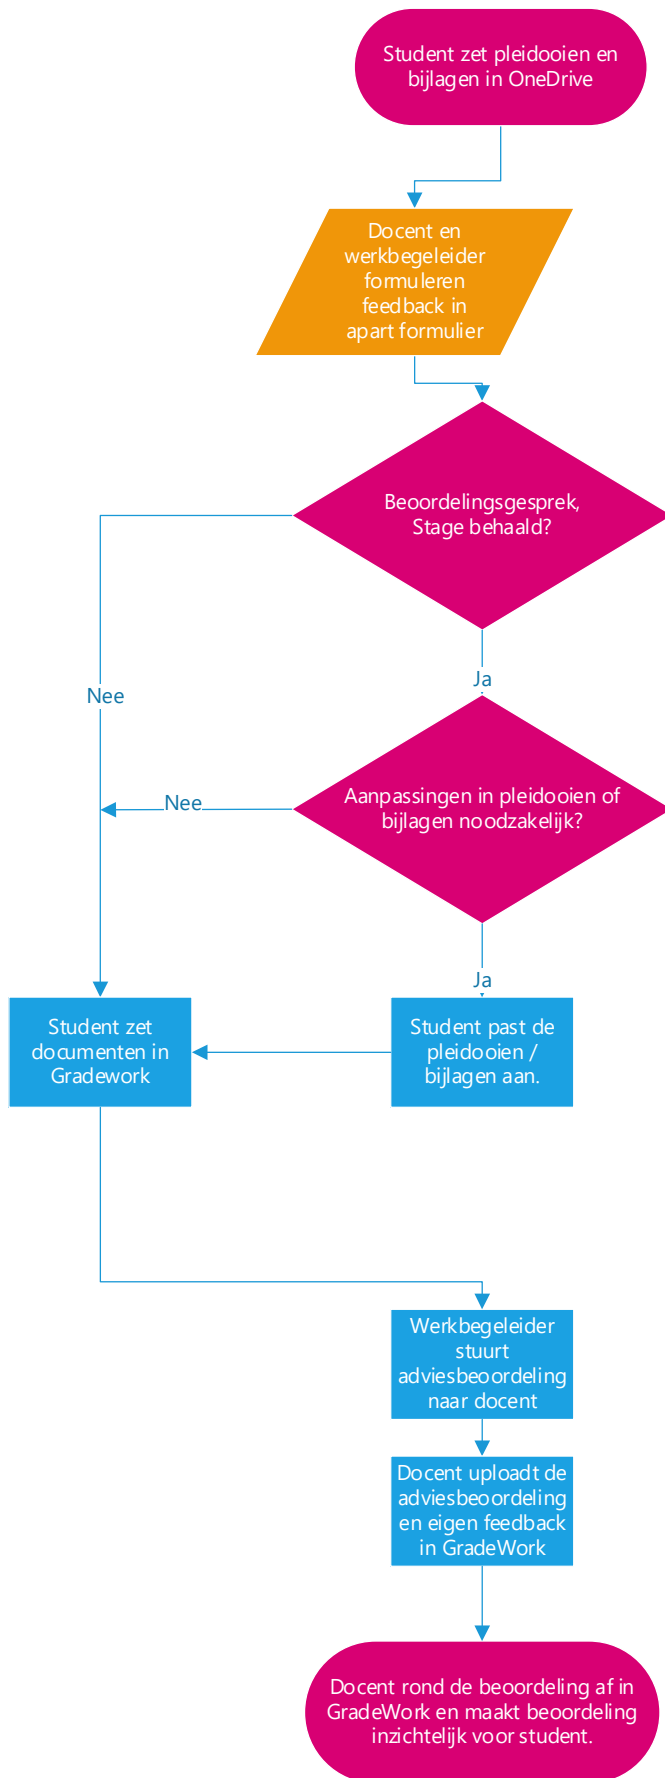 Student zet pleidooien en
bijlagen in OneDrive
Docent en
werkbegeleider
formuleren
feedback in
apart formulier
Beoordelingsgesprek,
Stage behaald?
Nee
Ja
Aanpassingen in pleidooien of
bijlagen noodzakelijk?
Nee
Ja
Student zet
documenten in
Gradework
Student past de
pleidooien /
bijlagen aan.
Werkbegeleider
stuurt
adviesbeoordeling
naar docent
Docent uploadt de
adviesbeoordeling
en eigen feedback
in GradeWork
Docent rond de beoordeling af in
GradeWork en maakt beoordeling
inzichtelijk voor student.